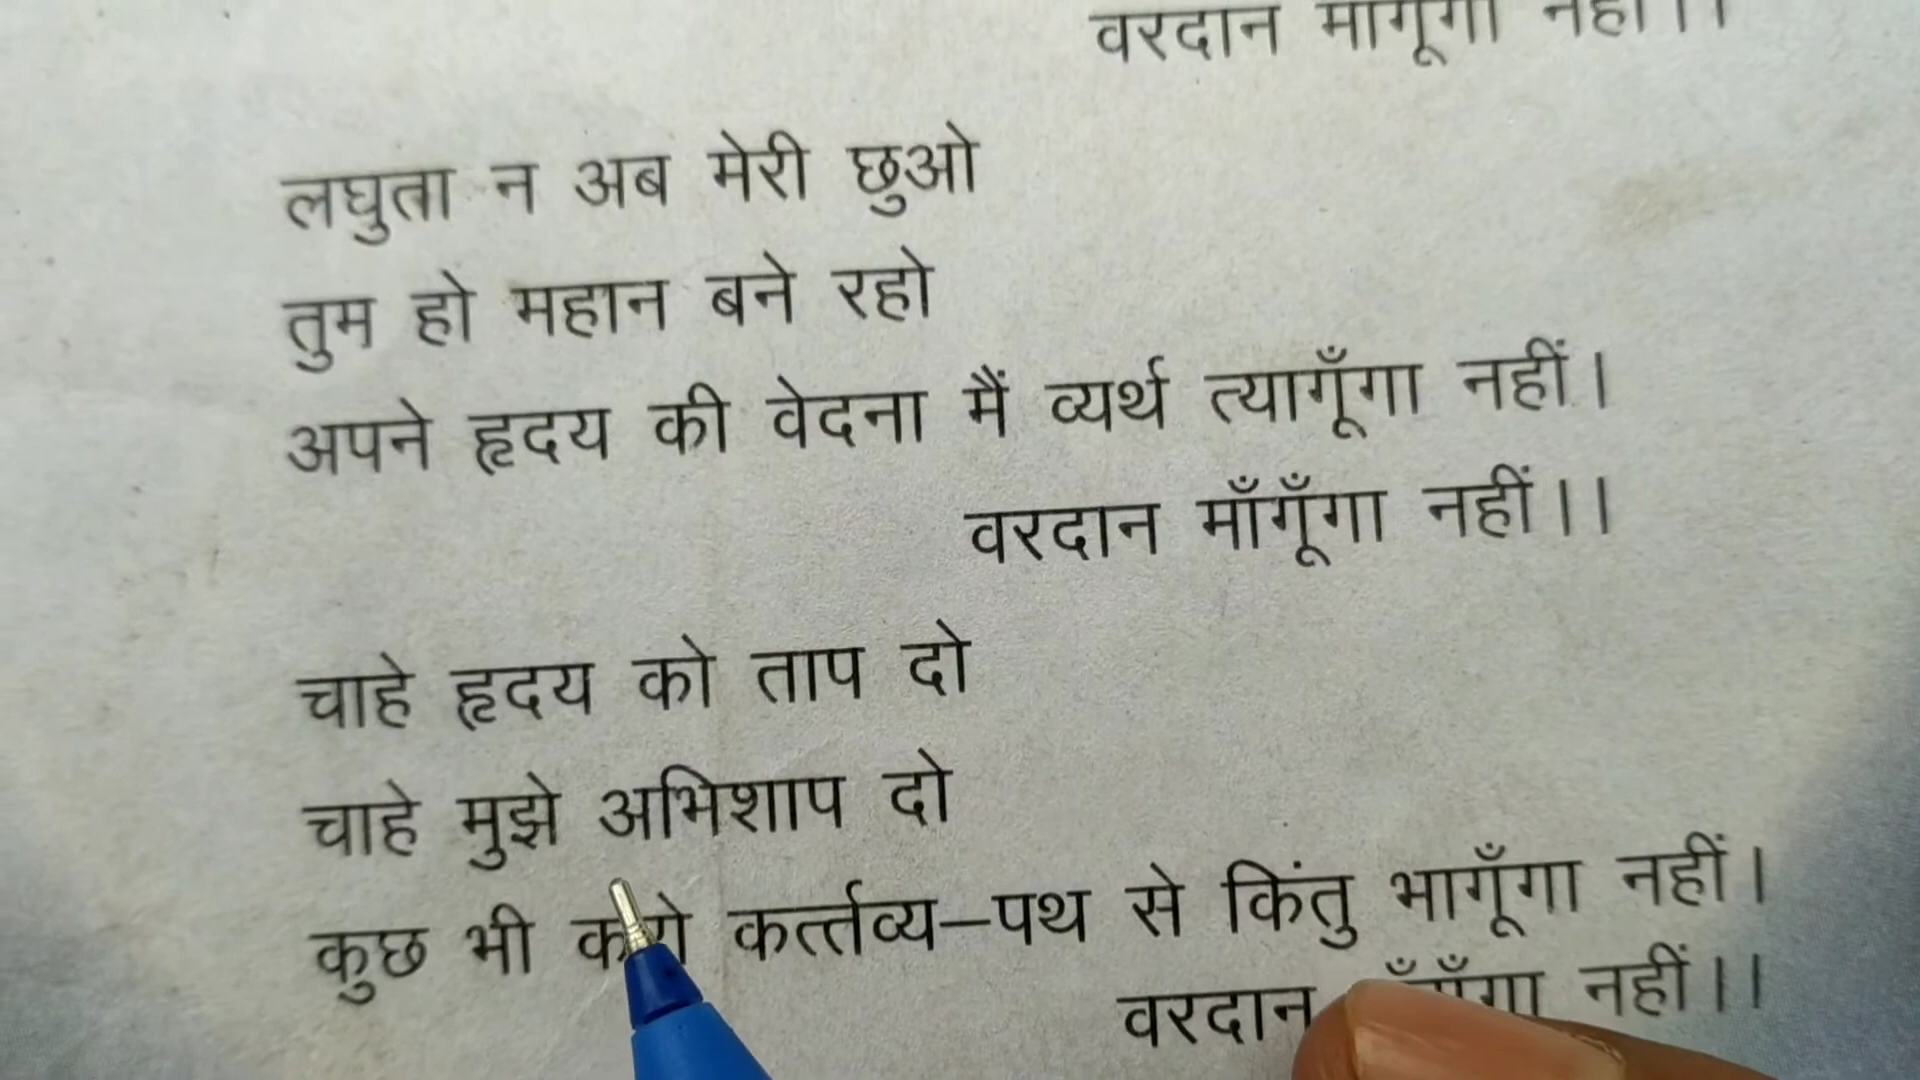 वरदान माँगूँगा नहीं।।
लघुता न अब मेरी छुओ
तुम हो महान बने रहो
अपने हृदय की वेदना मैं व्यर्थ त्यागूँगा नहीं।
वरदान माँगूँगा नहीं।।
चाहे हृदय को ताप दो
चाहे मुझे अभिशाप दो
कुछ भी कर्त्तव्य–पथ से किंतु भागूँगा नहीं।
वरदान नहीं।।